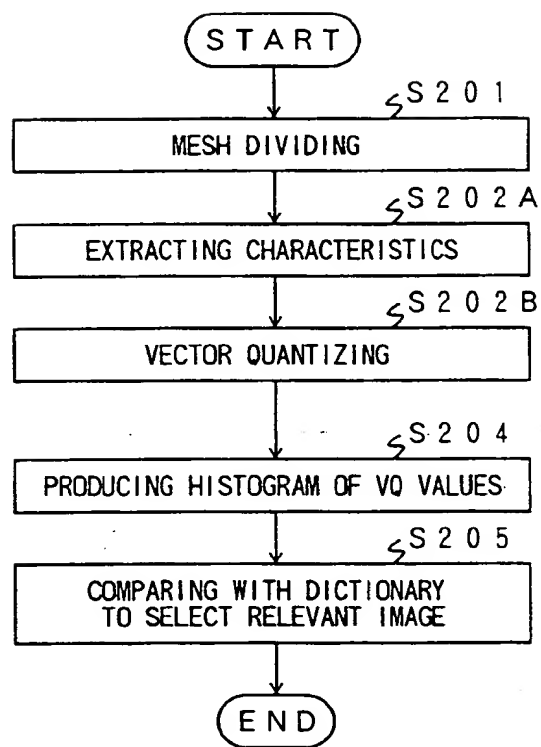 START
S201
MESH DIVIDING
S202A
EXTRACTING CHARACTERISTICS
S202B
VECTOR QUANTIZING
S204
PRODUCING HISTOGRAM OF VQ VALUES
S205
COMPARING WITH DICTIONARY
TO SELECT RELEVANT IMAGE
END